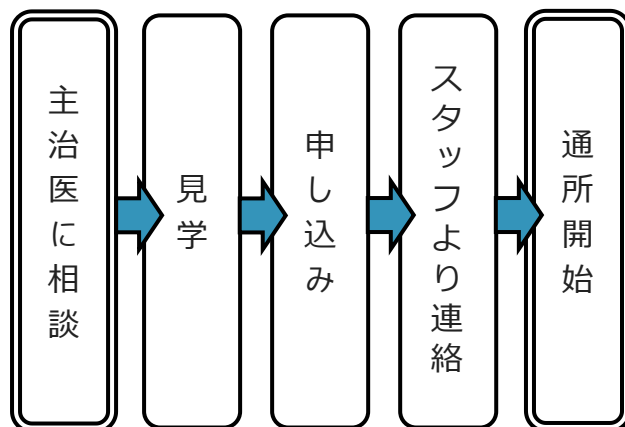 主治医に相談
見学
申し込み
スタッフより連絡
通所開始